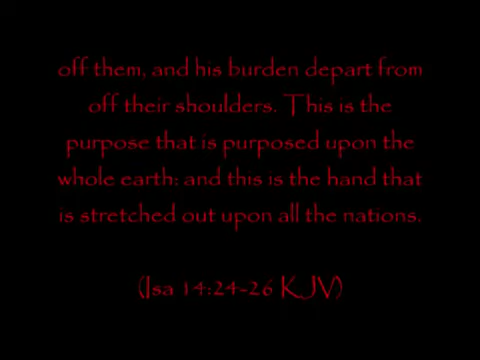 off them, and his burden depart from
off their shoulders. This is the
purpose that is purposed upon the
whole earth: and this is the hand that
is stretched out upon all the nations.
(Isa 14:24-26 KJV)